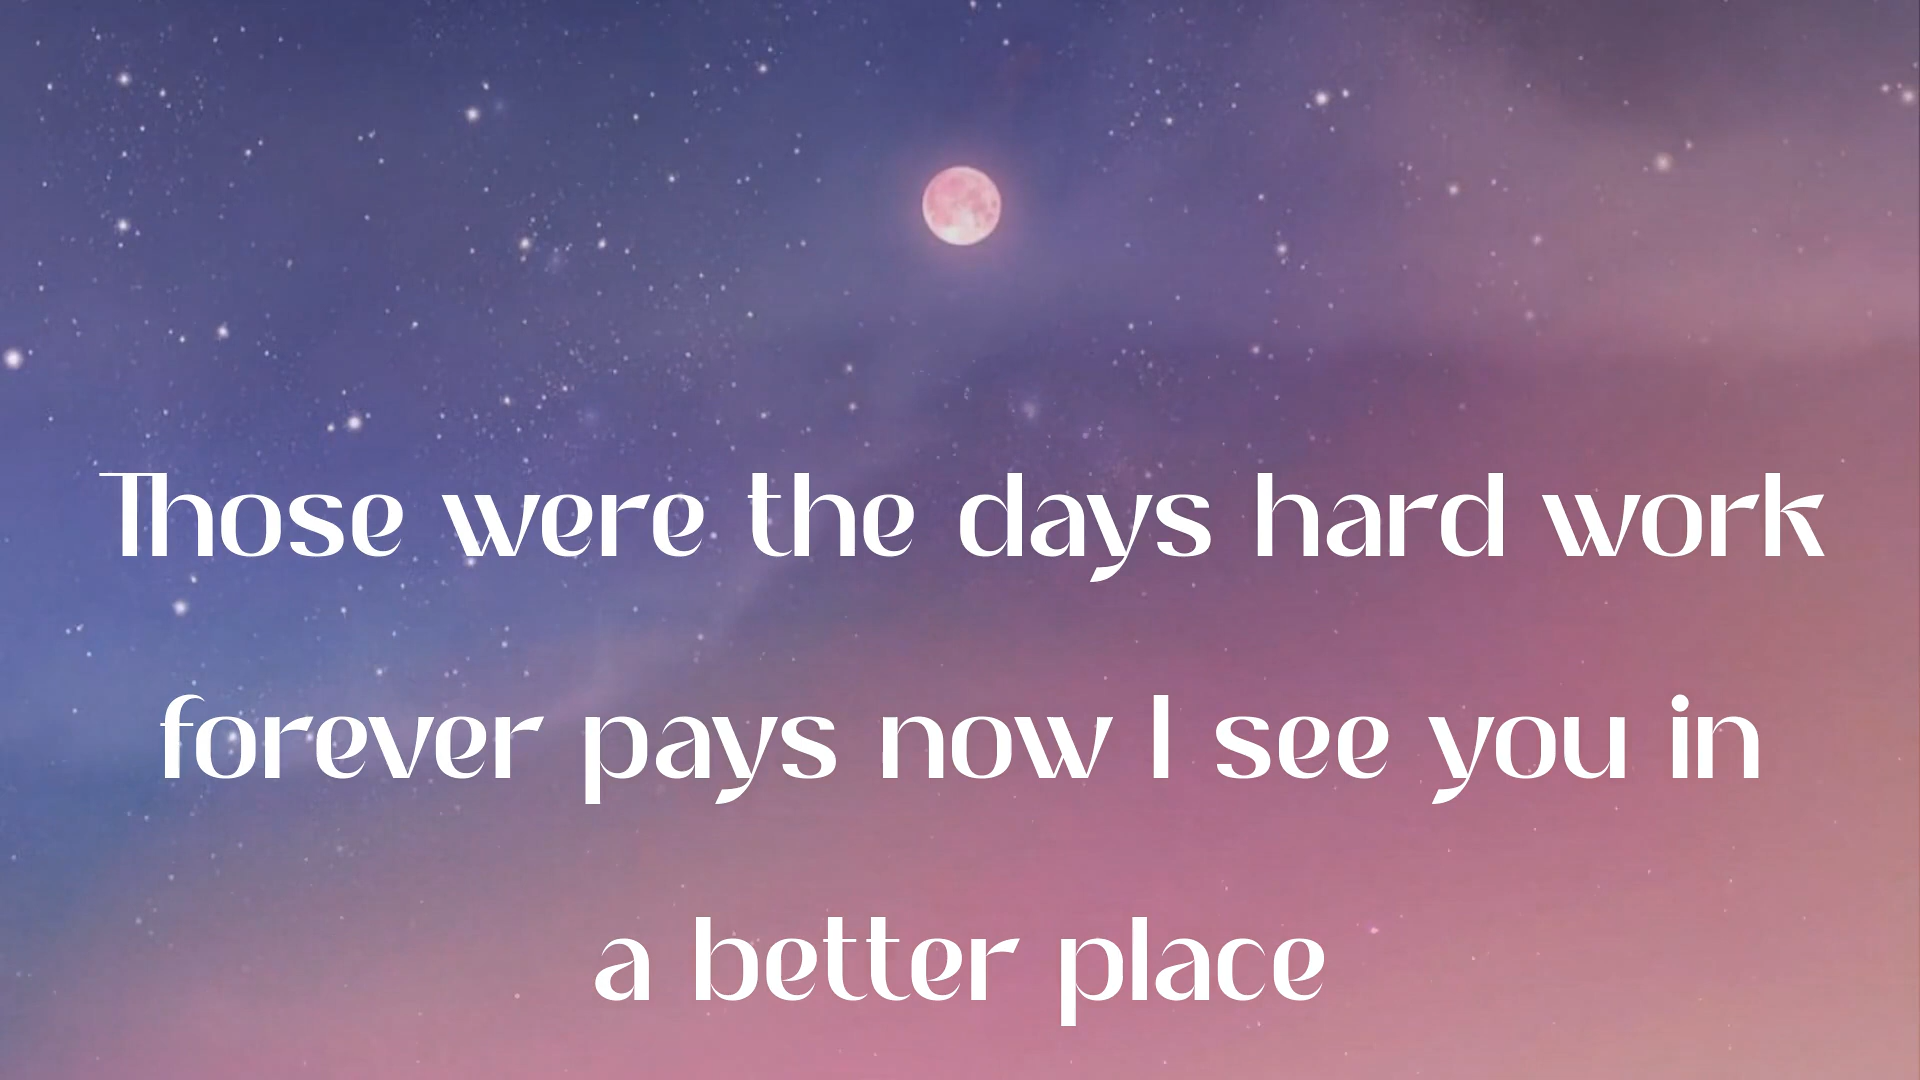 Those were the days hard work
forever pays now I see you in
a better place